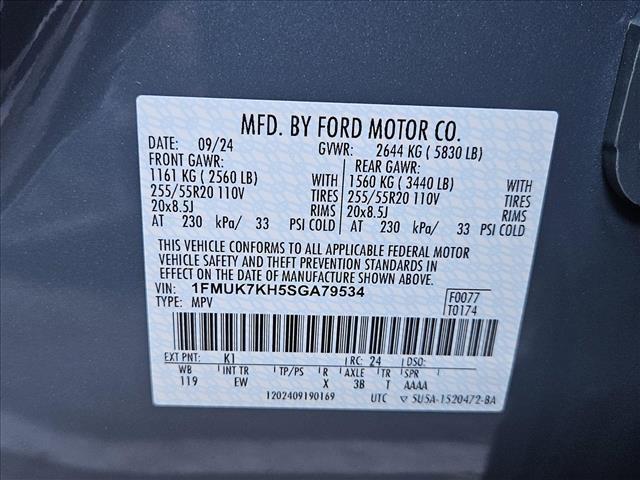 MFD. BY FORD MOTOR CO.
DATE: 09/24 GVWR: 2644 KG ( 5830 LB)
FRONT GAWR: REAR GAWR:
1161 KG ( 2560 LB) WITH 1560 KG ( 3440 LB) WITH
255/55R20 110V TIRES 255/55R20 110V TIRES
20x8.5J RIMS 20x8.5J RIMS
AT 230 kPa/ 33 PSI COLD AT 230 kPa/ 33 PSI COLD
THIS VEHICLE CONFORMS TO ALL APPLICABLE FEDERAL MOTOR
VEHICLE SAFETY AND THEFT PREVENTION STANDARDS IN
EFFECT ON THE DATE OF MANUFACTURE SHOWN ABOVE.
VIN: 1FMUK7KH5SGA79534 F0077
TYPE: MPV T0174
EXT PNT: K1 RC: 24 DSO:
WB INT TR TP/PS R AXLE TR SPR
119 EW X 3B T AAAA
1202409190169 UTC ▽ 5U5A-1520472-BA